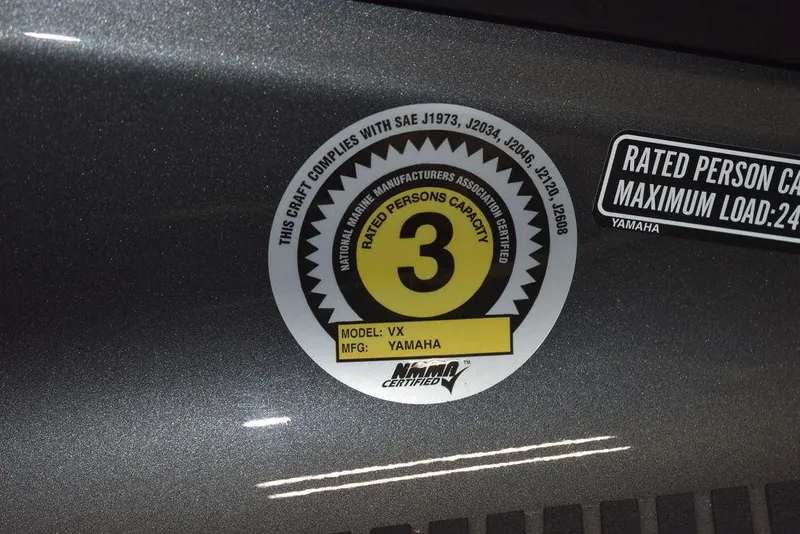 THIS CRAFT COMPLIES WITH SAE J1973, J2034, J2046, J2120, J2608
NATIONAL MARINE MANUFACTURERS ASSOCIATION CERTIFIED
RATED PERSONS CAPACITY
3
MODEL: VX
MFG: YAMAHA
NMMA TM
CERTIFIED
RATED PERSON CA
MAXIMUM LOAD:24
YAMAHA